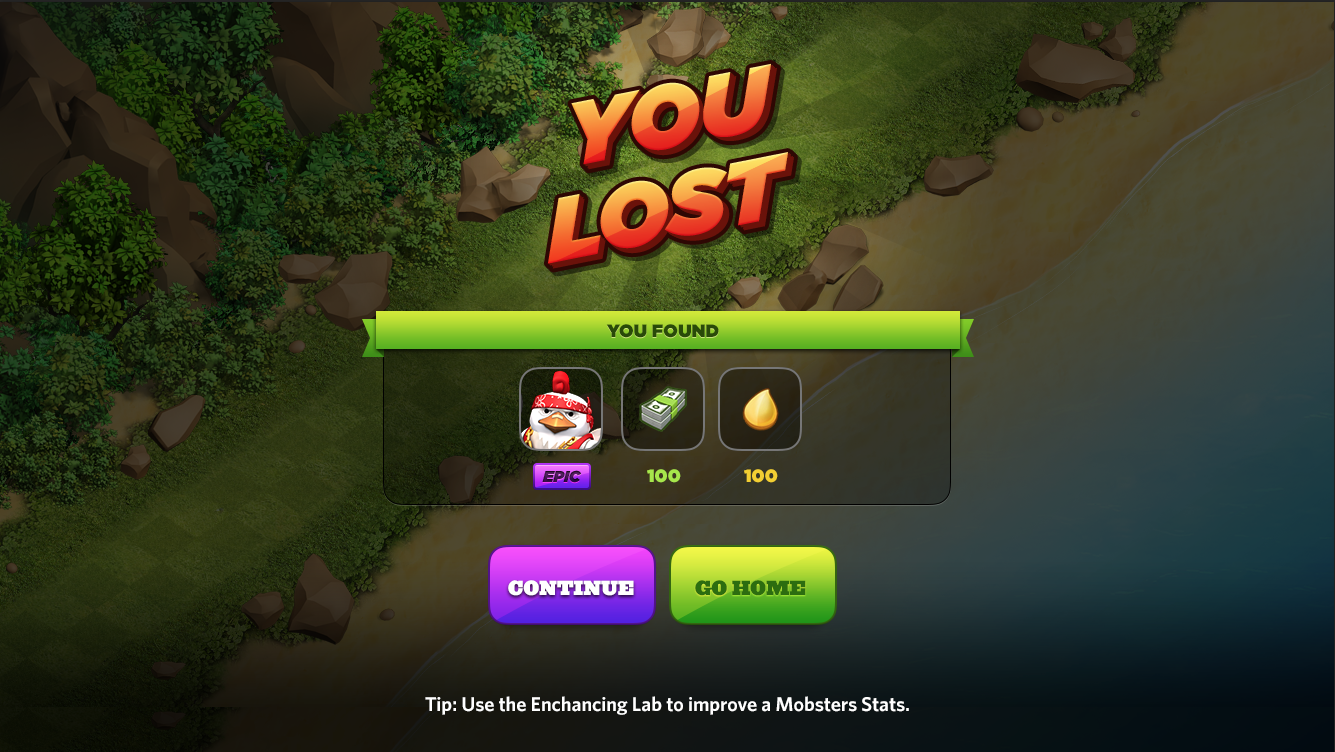 YOU
LOST
YOU FOUND
EPIC
100
100
CONTINUE
GO HOME
Tip: Use the Enchancing Lab to improve a Mobsters Stats.